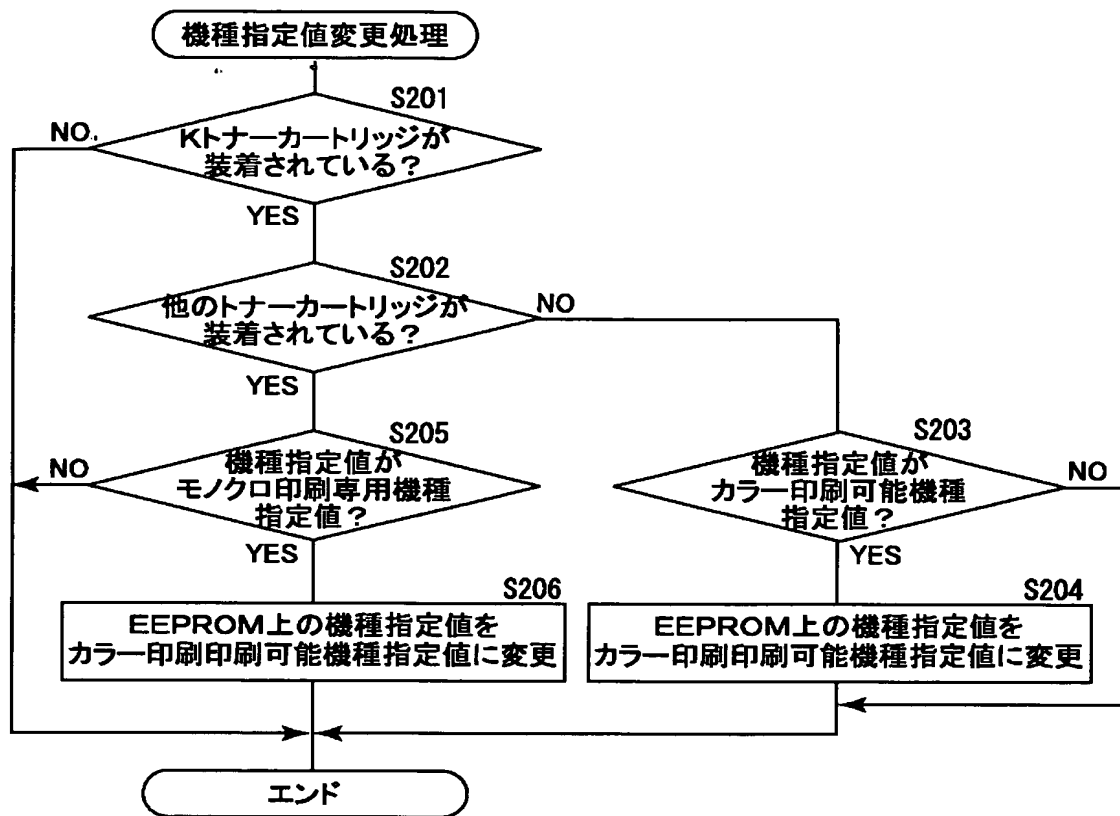 機種指定値変更処理
S201
NO
Kトナーカートリッジが
装着されている?
YES
S202
他のトナーカートリッジが
装着されている?
NO
YES
S205
機種指定値が
モノクロ印刷専用機種
指定値?
NO
YES
S203
機種指定値が
カラー印刷可能機種
指定値?
NO
YES
S206
EEPROM上の機種指定値を
カラー印刷印刷可能機種指定値に変更
S204
EEPROM上の機種指定値を
カラー印刷印刷可能機種指定値に変更
エンド